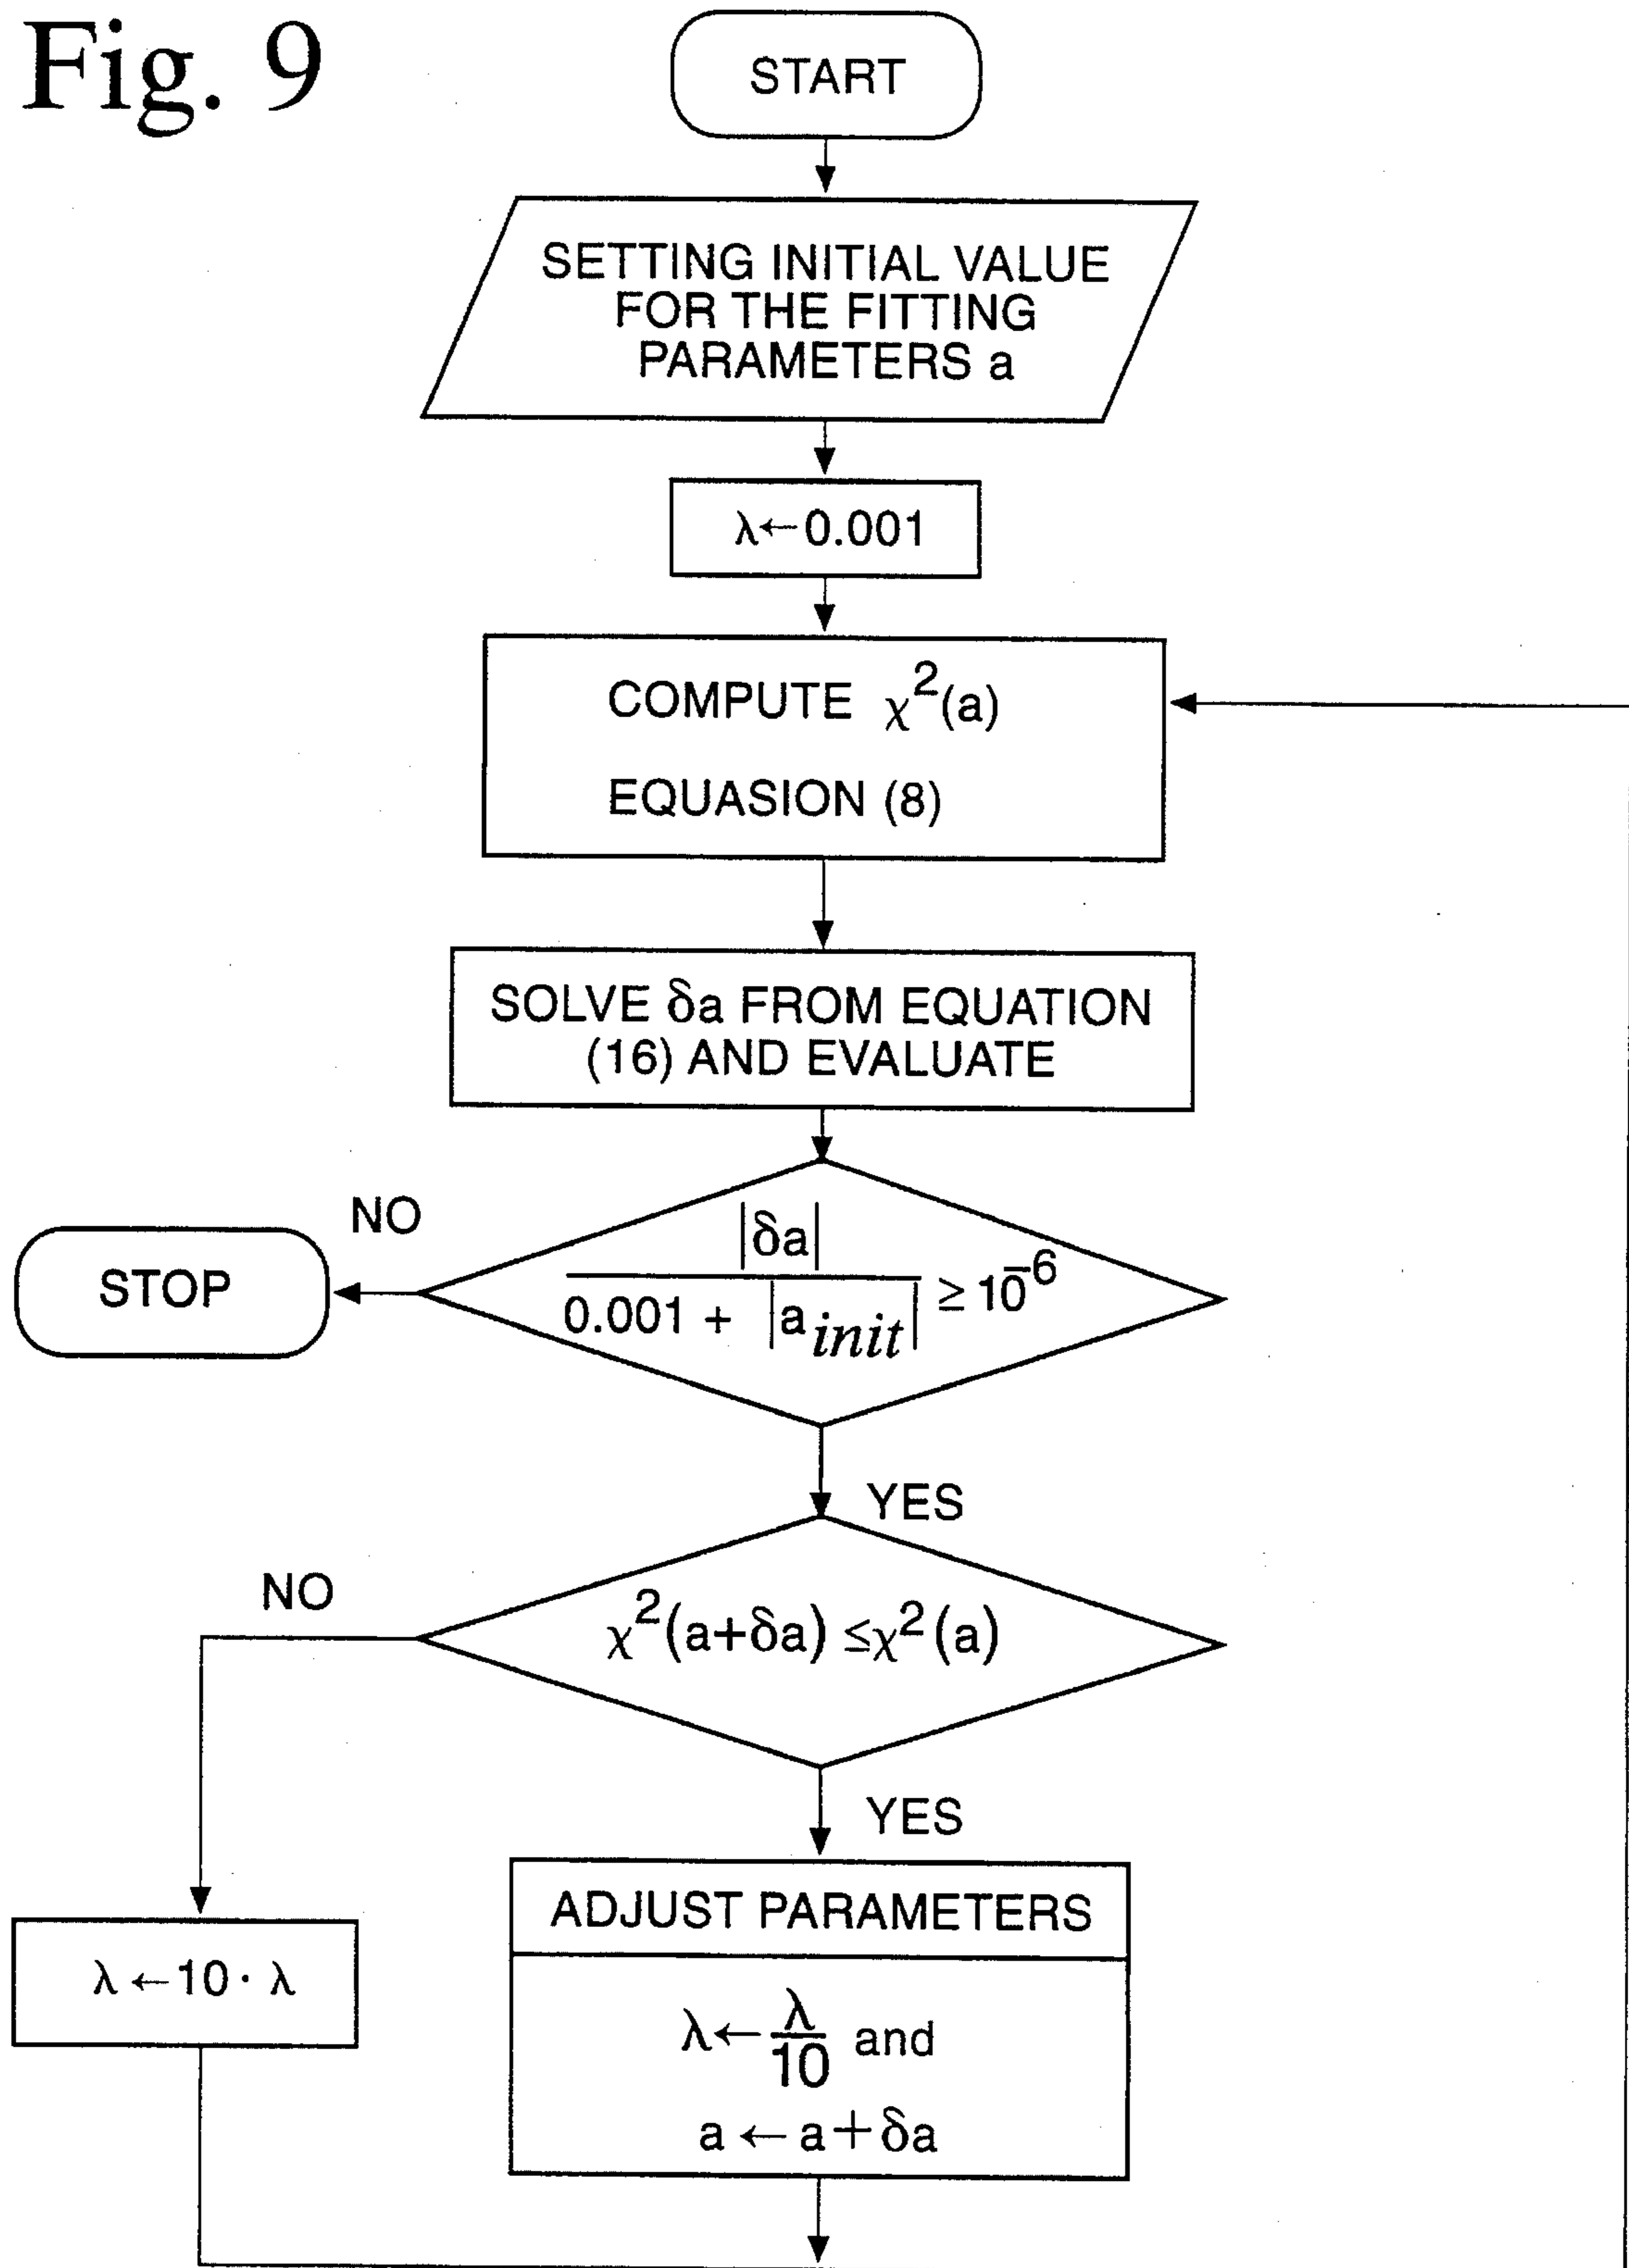 Fig. 9
START
SETTING INITIAL VALUE
FOR THE FITTING
PARAMETERS a
λ←0.001
COMPUTE χ²(a)
EQUASION (8)
SOLVE δa FROM EQUATION
(16) AND EVALUATE
NO
STOP
|δa|
0.001 + |a_init| ≥ 10⁻⁶
YES
NO
χ²(a+δa) ≤ χ²(a)
YES
ADJUST PARAMETERS
λ ← 10 · λ
λ ← λ/10 and
a ← a + δa